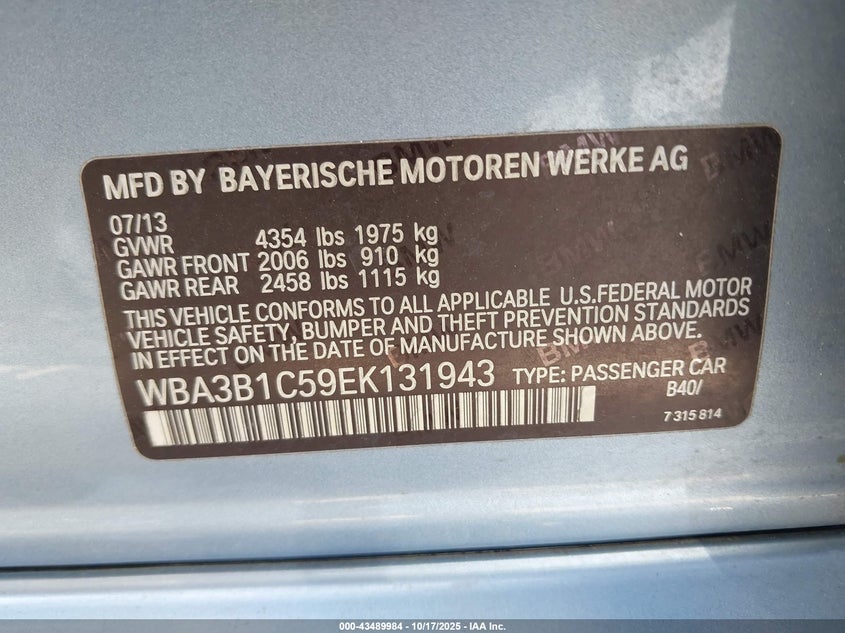 MFD BY BAYERISCHE MOTOREN WERKE AG
07/13
GVWR 4354 lbs 1975 kg
GAWR FRONT 2006 lbs 910 kg
GAWR REAR 2458 lbs 1115 kg
THIS VEHICLE CONFORMS TO ALL APPLICABLE U.S.FEDERAL MOTOR
VEHICLE SAFETY, BUMPER AND THEFT PREVENTION STANDARDS
IN EFFECT ON THE DATE OF MANUFACTURE SHOWN ABOVE.
WBA3B1C59EK131943 TYPE: PASSENGER CAR
B40/
7 315 814
000-43489984 - 10/17/2025 - IAA Inc.